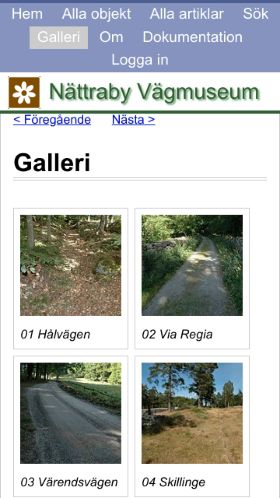 Hem Alla objekt Alla artiklar Sök
Galleri Om Dokumentation
Logga in
Nättraby Vägmuseum
< Föregående Nästa >
Galleri
01 Hålvägen 02 Via Regia
03 Värendsvägen 04 Skillinge